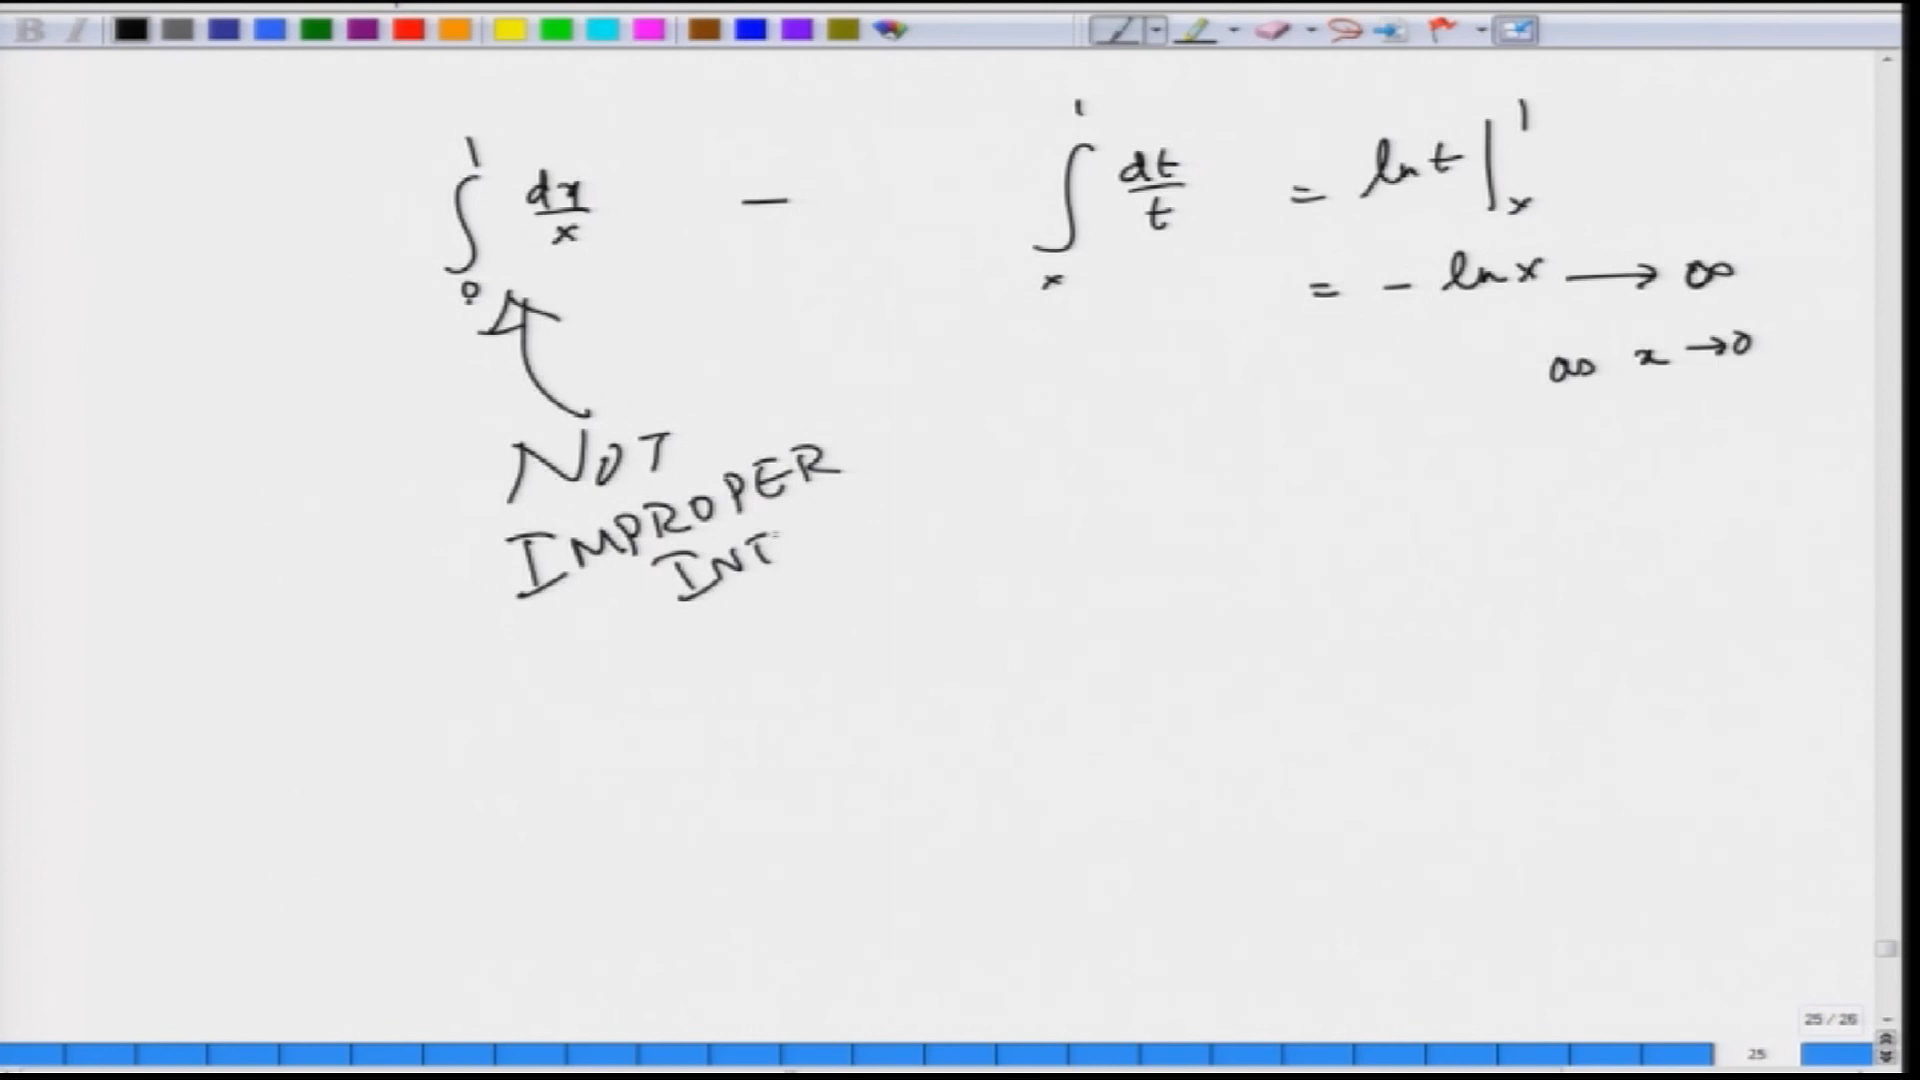 ∫₀¹ dx/x — ∫ₓ¹ dt/t = ln t |ₓ¹
= - ln x ⟶ ∞
as x → 0
NOT
IMPROPER
INT
25 / 26
25